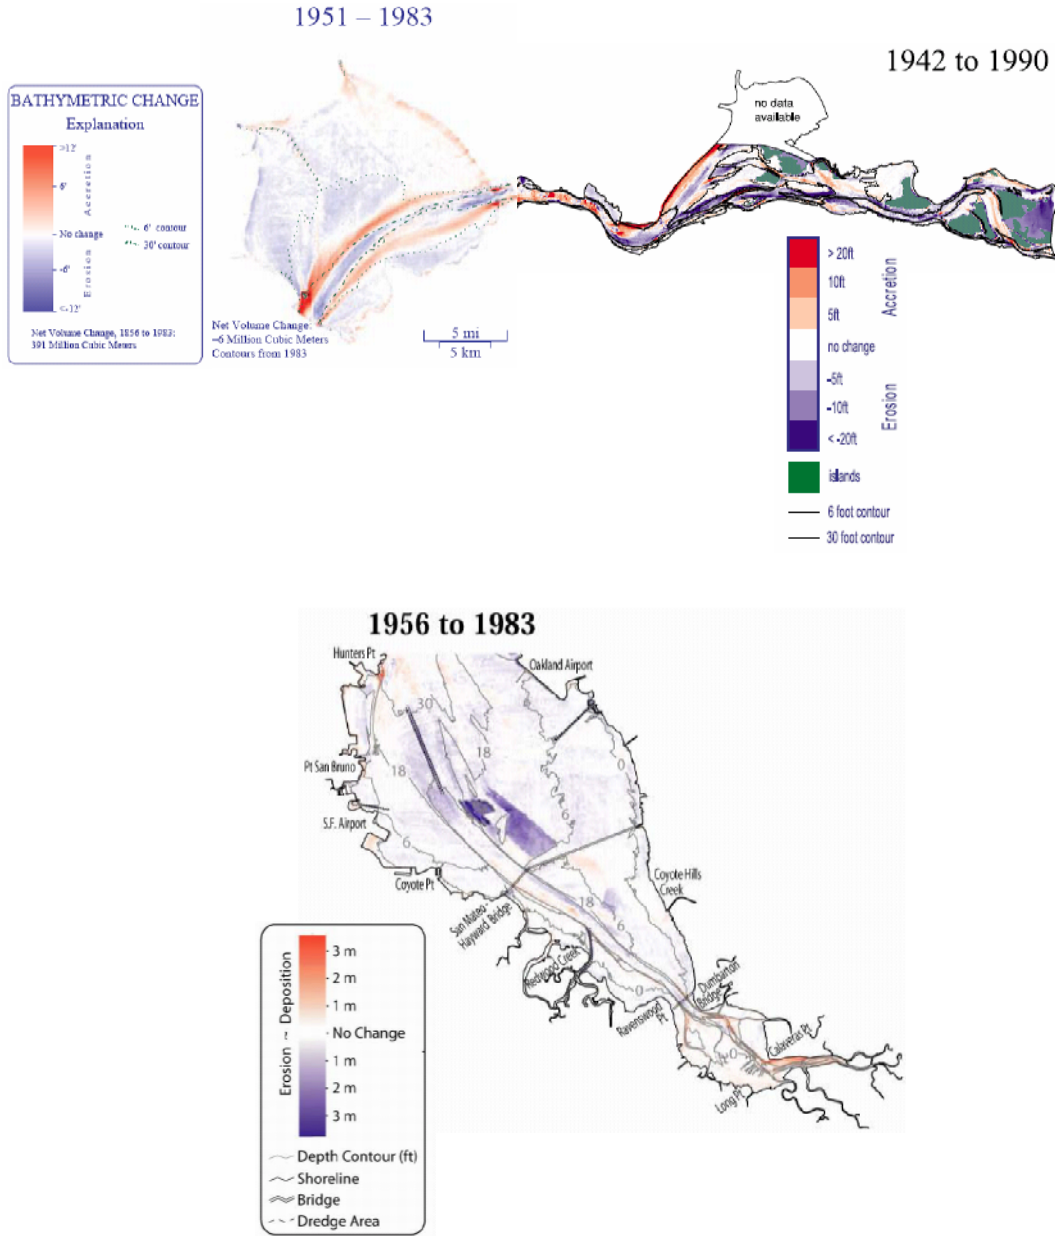 1951 – 1983
1942 to 1990
BATHYMETRIC CHANGE
Explanation
>12'
6'
No change
-6'
<-12'
Accretion
Erosion
6' contour
30' contour
Net Volume Change, 1856 to 1983:
391 Million Cubic Meters
Net Volume Change:
-6 Million Cubic Meters
Contours from 1983
5 mi
5 km
no data
available
> 20ft
10ft
5ft
no change
-5ft
-10ft
< -20ft
Accretion
Erosion
islands
6 foot contour
30 foot contour
1956 to 1983
Hunters Pt
Oakland Airport
30
18
0
Pt San Bruno
18
S.F. Airport
6
6
Coyote Pt
Coyote Hills
Creek
San Mateo-
Hayward Bridge
18
6
Redwood Creek
0
Dumbarton
Bridge
Ravenswood
Pt
Calaveras Pt
0
Long Pt
3 m
2 m
1 m
No Change
1 m
2 m
3 m
Erosion ~ Deposition
Depth Contour (ft)
Shoreline
Bridge
Dredge Area